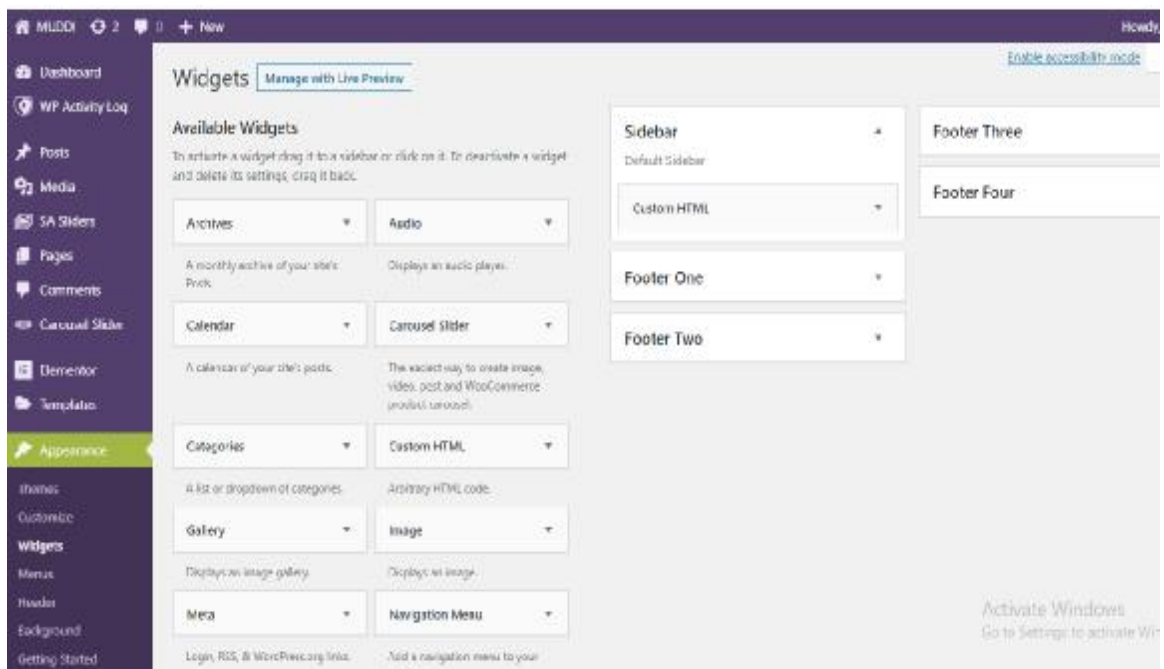 MUDDI 2 0 + New
Howdy,
Dashboard
WP Activity Log
Posts
Media
SA Sliders
Pages
Comments
Carousel Slider
Elementor
Templates
Appearance
Themes
Customize
Widgets
Menus
Header
Background
Getting Started
Enable accessibility mode
Widgets Manage with Live Preview
Available Widgets
To activate a widget drag it to a sidebar or click on it. To deactivate a widget
and delete its settings, drag it back.
Archives
A monthly archive of your site's
Posts.
Audio
Displays an audio player.
Calendar
A calendar of your site's posts.
Carousel Slider
The easiest way to create image,
video, post and WooCommerce
product carousel.
Categories
A list or dropdown of categories.
Custom HTML
Arbitrary HTML code.
Gallery
Displays an image gallery.
Image
Displays an image.
Meta
Login, RSS, & WordPress.org links.
Navigation Menu
Add a navigation menu to your
Sidebar
Default Sidebar
Custom HTML
Footer One
Footer Two
Footer Three
Footer Four
Activate Windows
Go to Settings to activate Win